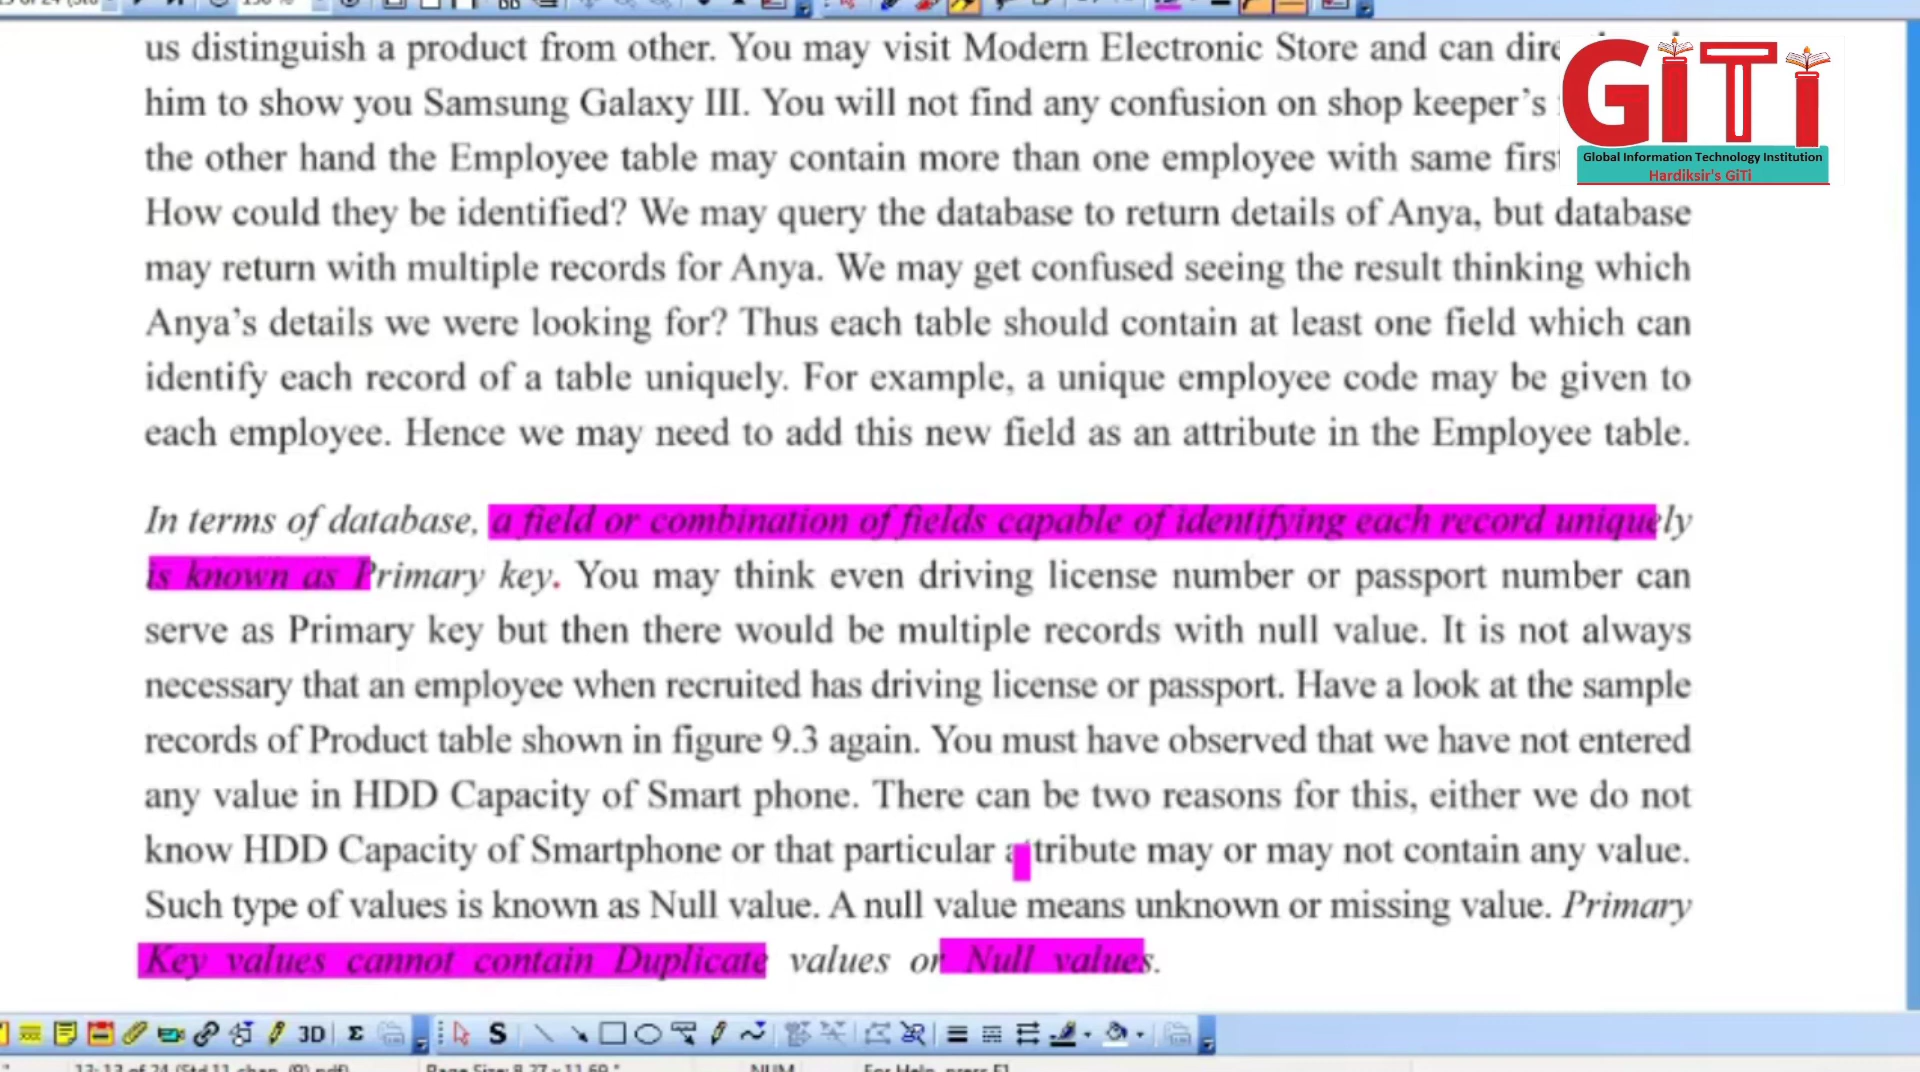 us distinguish a product from other. You may visit Modern Electronic Store and can
him to show you Samsung Galaxy III. You will not find any confusion on shop keeper’s
the other hand the Employee table may contain more than one employee with same first
How could they be identified? We may query the database to return details of Anya, but database
may return with multiple records for Anya. We may get confused seeing the result thinking which
Anya’s details we were looking for? Thus each table should contain at least one field which can
identify each record of a table uniquely. For example, a unique employee code may be given to
each employee. Hence we may need to add this new field as an attribute in the Employee table.
In terms of database, a field or combination of fields capable of identifying each record uniquely
is known as Primary key. You may think even driving license number or passport number can
serve as Primary key but then there would be multiple records with null value. It is not always
necessary that an employee when recruited has driving license or passport. Have a look at the sample
records of Product table shown in figure 9.3 again. You must have observed that we have not entered
any value in HDD Capacity of Smart phone. There can be two reasons for this, either we do not
know HDD Capacity of Smartphone or that particular attribute may or may not contain any value.
Such type of values is known as Null value. A null value means unknown or missing value. Primary
Key values cannot contain Duplicate values or Null values.
GiTi
Global Information Technology Institution
Hardiksir's GiTi
3D Σ S
NUM